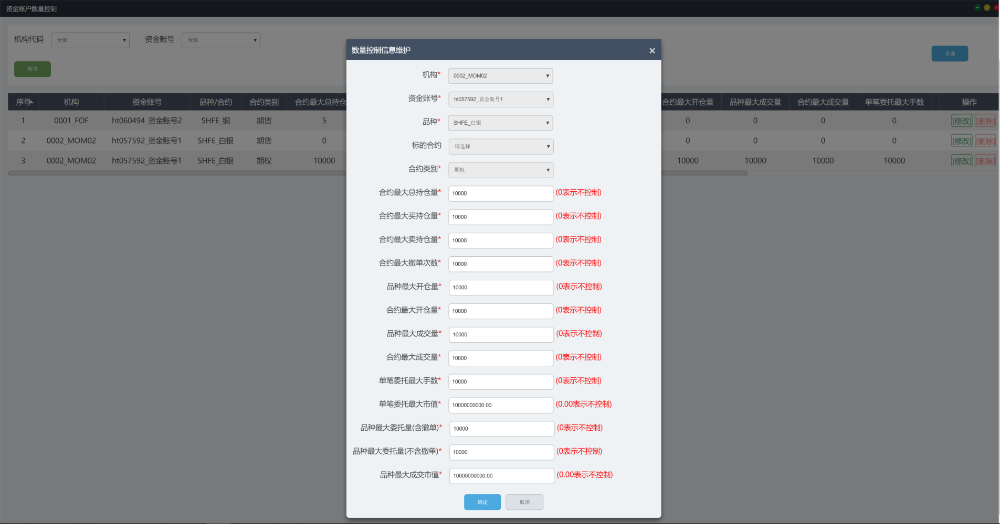 资金账户数量控制
机构代码 全部 资金账号 全部
查询
新增
序号 机构 资金账号 品种/合约 合约类别 合约最大总持仓 合约最大开仓量 品种最大成交量 合约最大成交量 单笔委托最大手数 操作
1 0001_FOF ht060494_资金账号2 SHFE_铜 期货 5 0 0 0 0 [修改] [删除]
2 0002_MOM02 ht057592_资金账号1 SHFE_白银 期货 0 0 0 0 0 [修改] [删除]
3 0002_MOM02 ht057592_资金账号1 SHFE_白银 期权 10000 10000 10000 10000 10000 [修改] [删除]
数量控制信息维护
机构* 0002_MOM02
资金账号* ht057592_资金账号1
品种* SHFE_白银
标的合约 请选择
合约类别* 期权
合约最大总持仓量* 10000 (0表示不控制)
合约最大买持仓量* 10000 (0表示不控制)
合约最大卖持仓量* 10000 (0表示不控制)
合约最大撤单次数* 10000 (0表示不控制)
品种最大开仓量* 10000 (0表示不控制)
合约最大开仓量* 10000 (0表示不控制)
品种最大成交量* 10000 (0表示不控制)
合约最大成交量* 10000 (0表示不控制)
单笔委托最大手数* 10000 (0表示不控制)
单笔委托最大市值* 10000000000.00 (0.00表示不控制)
品种最大委托量(含撤单)* 10000 (0表示不控制)
品种最大委托量(不含撤单)* 10000 (0表示不控制)
品种最大成交市值* 10000000000.00 (0.00表示不控制)
确定 取消